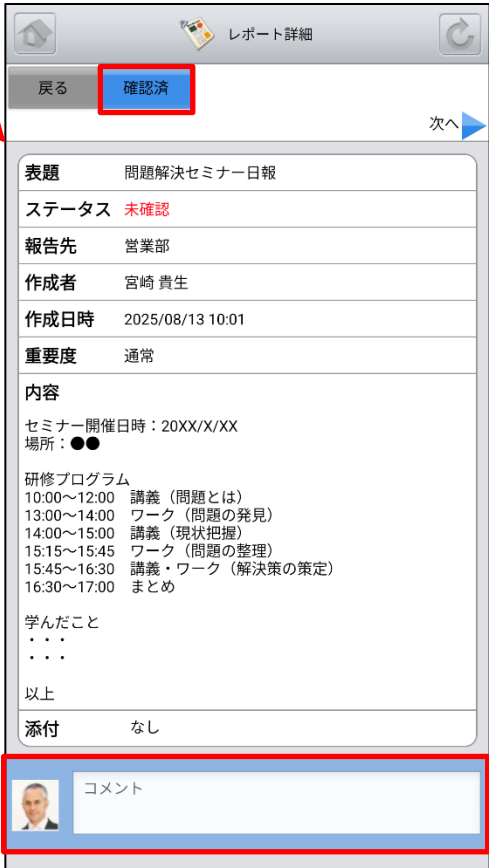 レポート詳細
戻る 確認済
次へ
表題 問題解決セミナー日報
ステータス 未確認
報告先 営業部
作成者 宮崎 貴生
作成日時 2025/08/13 10:01
重要度 通常
内容
セミナー開催日時：20XX/X/XX
場所：●●
研修プログラム
10:00～12:00 講義（問題とは）
13:00～14:00 ワーク（問題の発見）
14:00～15:00 講義（現状把握）
15:15～15:45 ワーク（問題の整理）
15:45～16:30 講義・ワーク（解決策の策定）
16:30～17:00 まとめ
学んだこと
・・・
・・・
以上
添付 なし
コメント